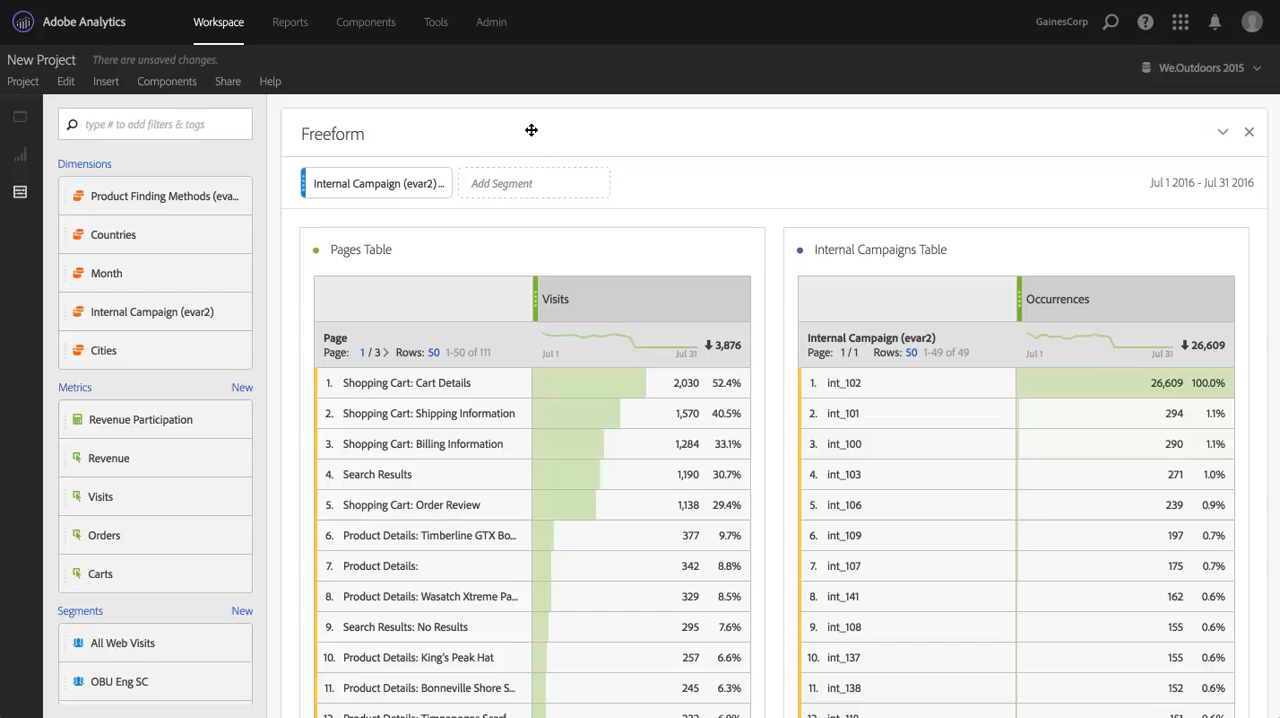 Adobe Analytics
Workspace
Reports
Components
Tools
Admin
GainesCorp
New Project
There are unsaved changes.
Project
Edit
Insert
Components
Share
Help
We.Outdoors 2015
type # to add filters & tags
Dimensions
Product Finding Methods (eva...
Countries
Month
Internal Campaign (evar2)
Cities
Metrics
New
Revenue Participation
Revenue
Visits
Orders
Carts
Segments
New
All Web Visits
OBU Eng SC
Freeform
Internal Campaign (evar2)...
Add Segment
Jul 1 2016 - Jul 31 2016
Pages Table
Visits
Page
Page: 1 / 3 > Rows: 50 1-50 of 111
Jul 1
Jul 31
3,876
1. Shopping Cart: Cart Details 2,030 52.4%
2. Shopping Cart: Shipping Information 1,570 40.5%
3. Shopping Cart: Billing Information 1,284 33.1%
4. Search Results 1,190 30.7%
5. Shopping Cart: Order Review 1,138 29.4%
6. Product Details: Timberline GTX Bo... 377 9.7%
7. Product Details: 342 8.8%
8. Product Details: Wasatch Xtreme Pa... 329 8.5%
9. Search Results: No Results 295 7.6%
10. Product Details: King's Peak Hat 257 6.6%
11. Product Details: Bonneville Shore S... 245 6.3%
Internal Campaigns Table
Occurrences
Internal Campaign (evar2)
Page: 1 / 1 Rows: 50 1-49 of 49
Jul 1
Jul 31
26,609
1. int_102 26,609 100.0%
2. int_101 294 1.1%
3. int_100 290 1.1%
4. int_103 271 1.0%
5. int_106 239 0.9%
6. int_109 197 0.7%
7. int_107 175 0.7%
8. int_141 162 0.6%
9. int_108 155 0.6%
10. int_137 155 0.6%
11. int_138 152 0.6%